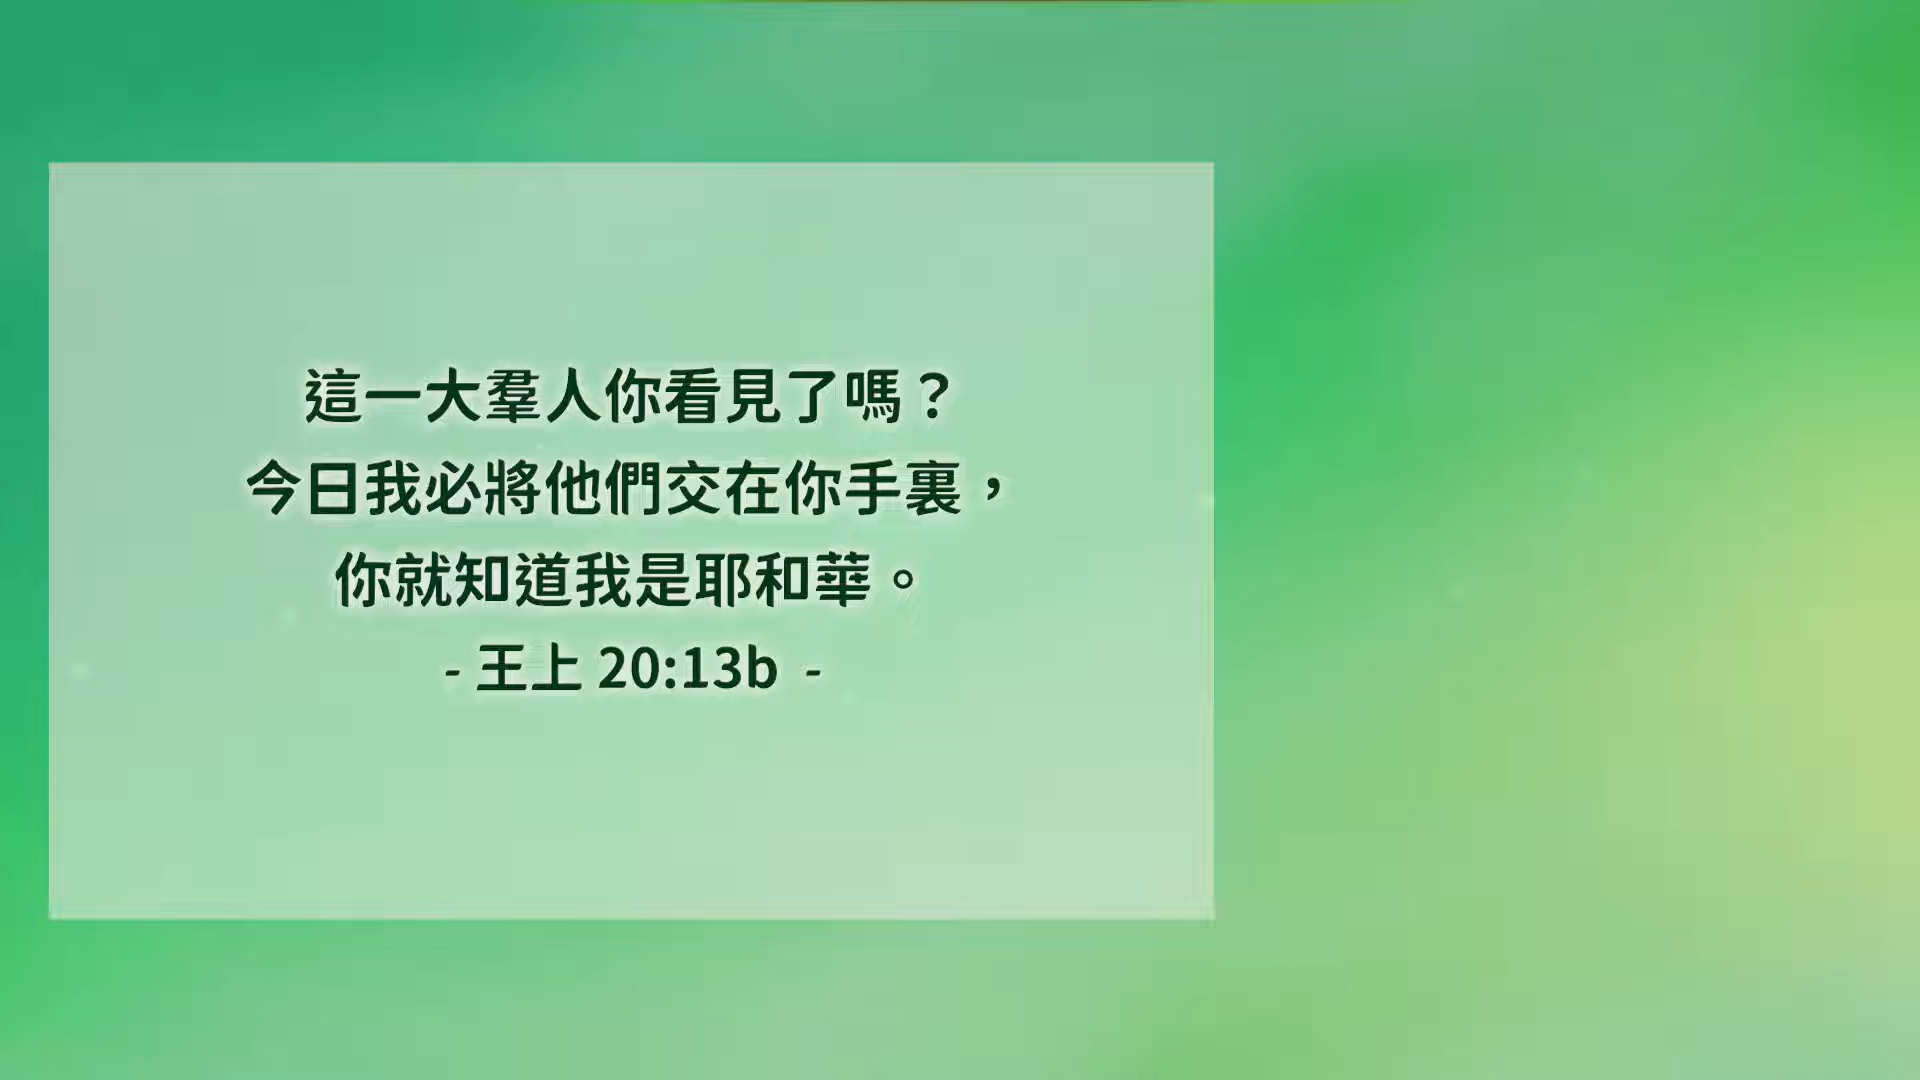 這一大羣人你看見了嗎？
今日我必將他們交在你手裏，
你就知道我是耶和華。
- 王上 20:13b -